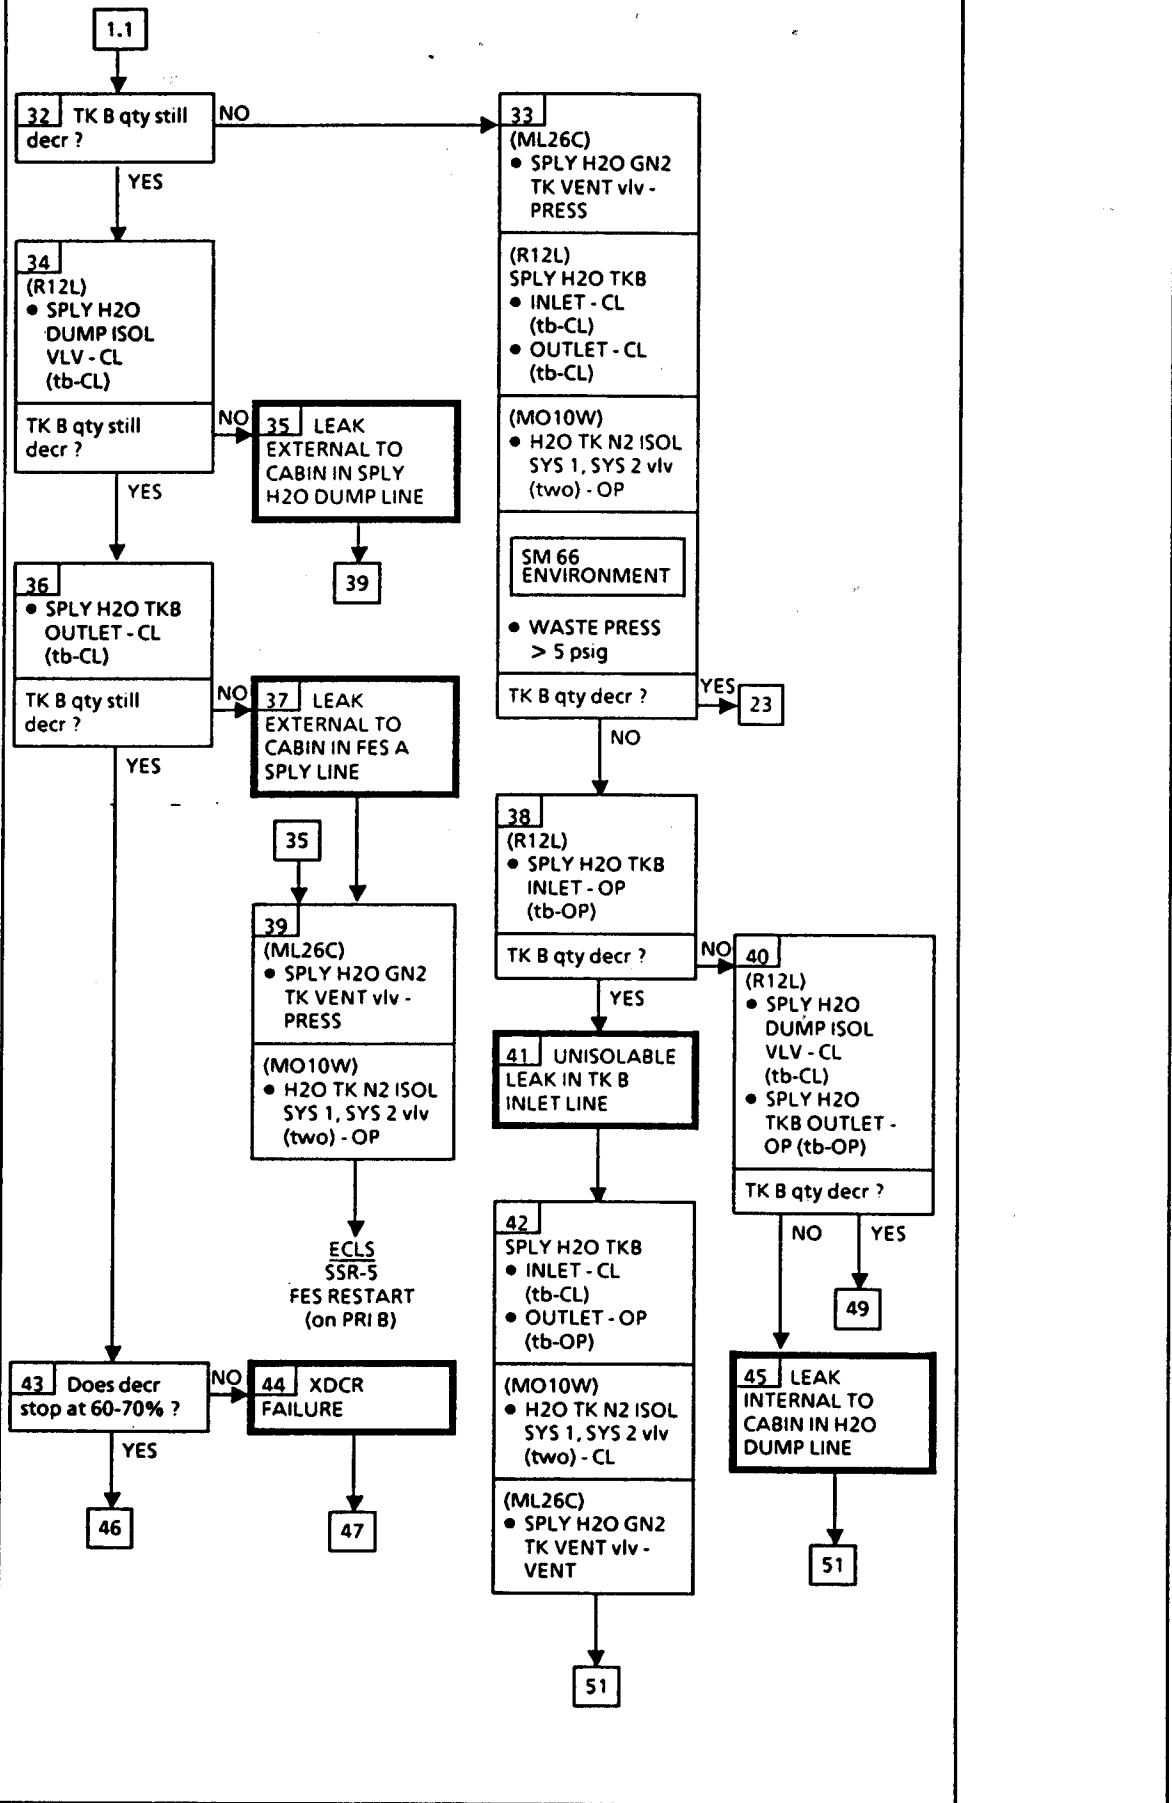 1.1
32 TK B qty still
decr ?
NO
YES
33
(ML26C)
● SPLY H2O GN2
TK VENT vlv -
PRESS
(R12L)
SPLY H2O TKB
● INLET - CL
(tb-CL)
● OUTLET - CL
(tb-CL)
(MO10W)
● H2O TK N2 ISOL
SYS 1, SYS 2 vlv
(two) - OP
SM 66
ENVIRONMENT
● WASTE PRESS
> 5 psig
TK B qty decr ?
YES
23
NO
34
(R12L)
● SPLY H2O
DUMP ISOL
VLV - CL
(tb-CL)
TK B qty still
decr ?
NO
YES
35 LEAK
EXTERNAL TO
CABIN IN SPLY
H2O DUMP LINE
39
36
● SPLY H2O TKB
OUTLET - CL
(tb-CL)
TK B qty still
decr ?
NO
YES
37 LEAK
EXTERNAL TO
CABIN IN FES A
SPLY LINE
35
39
(ML26C)
● SPLY H2O GN2
TK VENT vlv -
PRESS
(MO10W)
● H2O TK N2 ISOL
SYS 1, SYS 2 vlv
(two) - OP
ECLS
SSR-5
FES RESTART
(on PRI B)
38
(R12L)
● SPLY H2O TKB
INLET - OP
(tb-OP)
TK B qty decr ?
NO
YES
40
(R12L)
● SPLY H2O
DUMP ISOL
VLV - CL
(tb-CL)
● SPLY H2O
TKB OUTLET -
OP (tb-OP)
TK B qty decr ?
NO
YES
49
41 UNISOLABLE
LEAK IN TK B
INLET LINE
42
SPLY H2O TKB
● INLET - CL
(tb-CL)
● OUTLET - OP
(tb-OP)
(MO10W)
● H2O TK N2 ISOL
SYS 1, SYS 2 vlv
(two) - CL
(ML26C)
● SPLY H2O GN2
TK VENT vlv -
VENT
51
43 Does decr
stop at 60-70% ?
NO
YES
44 XDCR
FAILURE
46
47
45 LEAK
INTERNAL TO
CABIN IN H2O
DUMP LINE
51